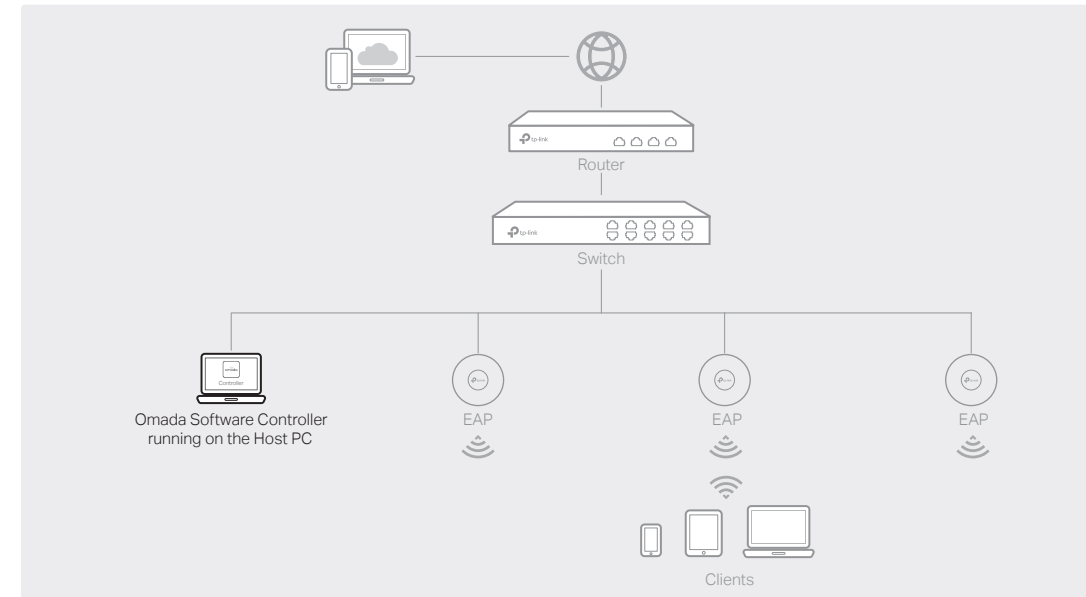 tp-link
Router
tp-link
Switch
Controller
Omada Software Controller
running on the Host PC
EAP
EAP
EAP
Clients